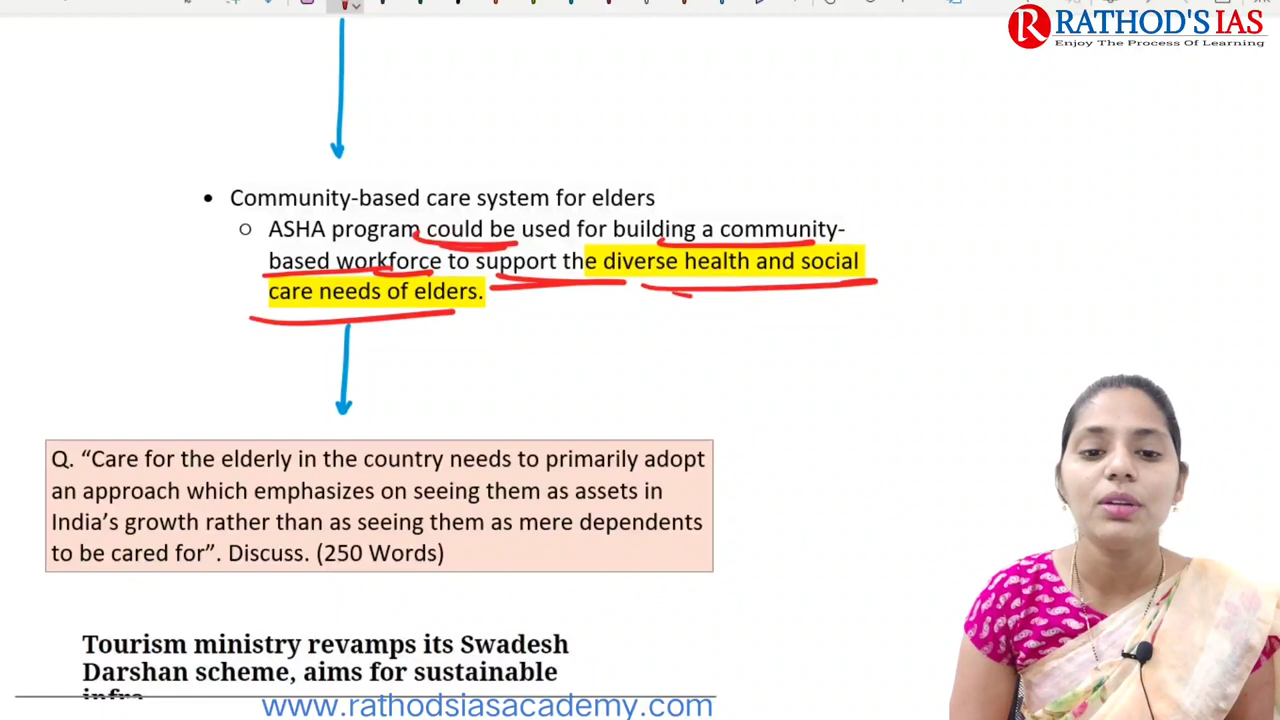 RATHOD'S IAS
Enjoy The Process Of Learning
• Community-based care system for elders
○ ASHA program could be used for building a community-
based workforce to support the diverse health and social
care needs of elders.
Q. “Care for the elderly in the country needs to primarily adopt
an approach which emphasizes on seeing them as assets in
India’s growth rather than as seeing them as mere dependents
to be cared for”. Discuss. (250 Words)
Tourism ministry revamps its Swadesh
Darshan scheme, aims for sustainable
infra
www.rathodsiasacademy.com